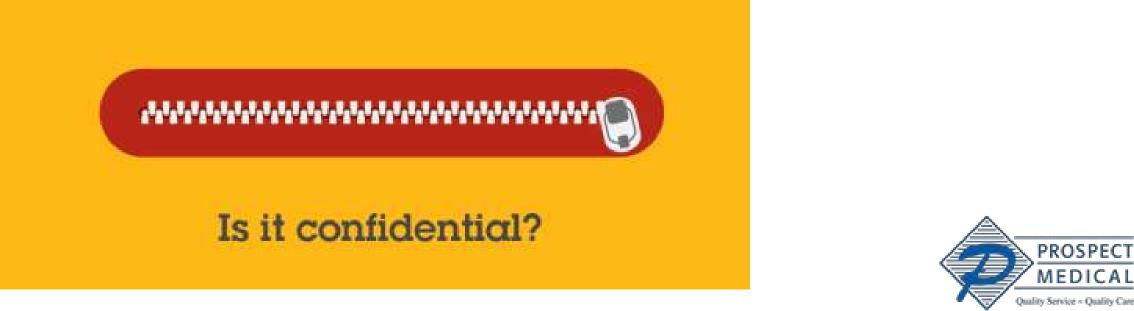 Is it confidential?
PROSPECT
MEDICAL
Quality Service ~ Quality Care